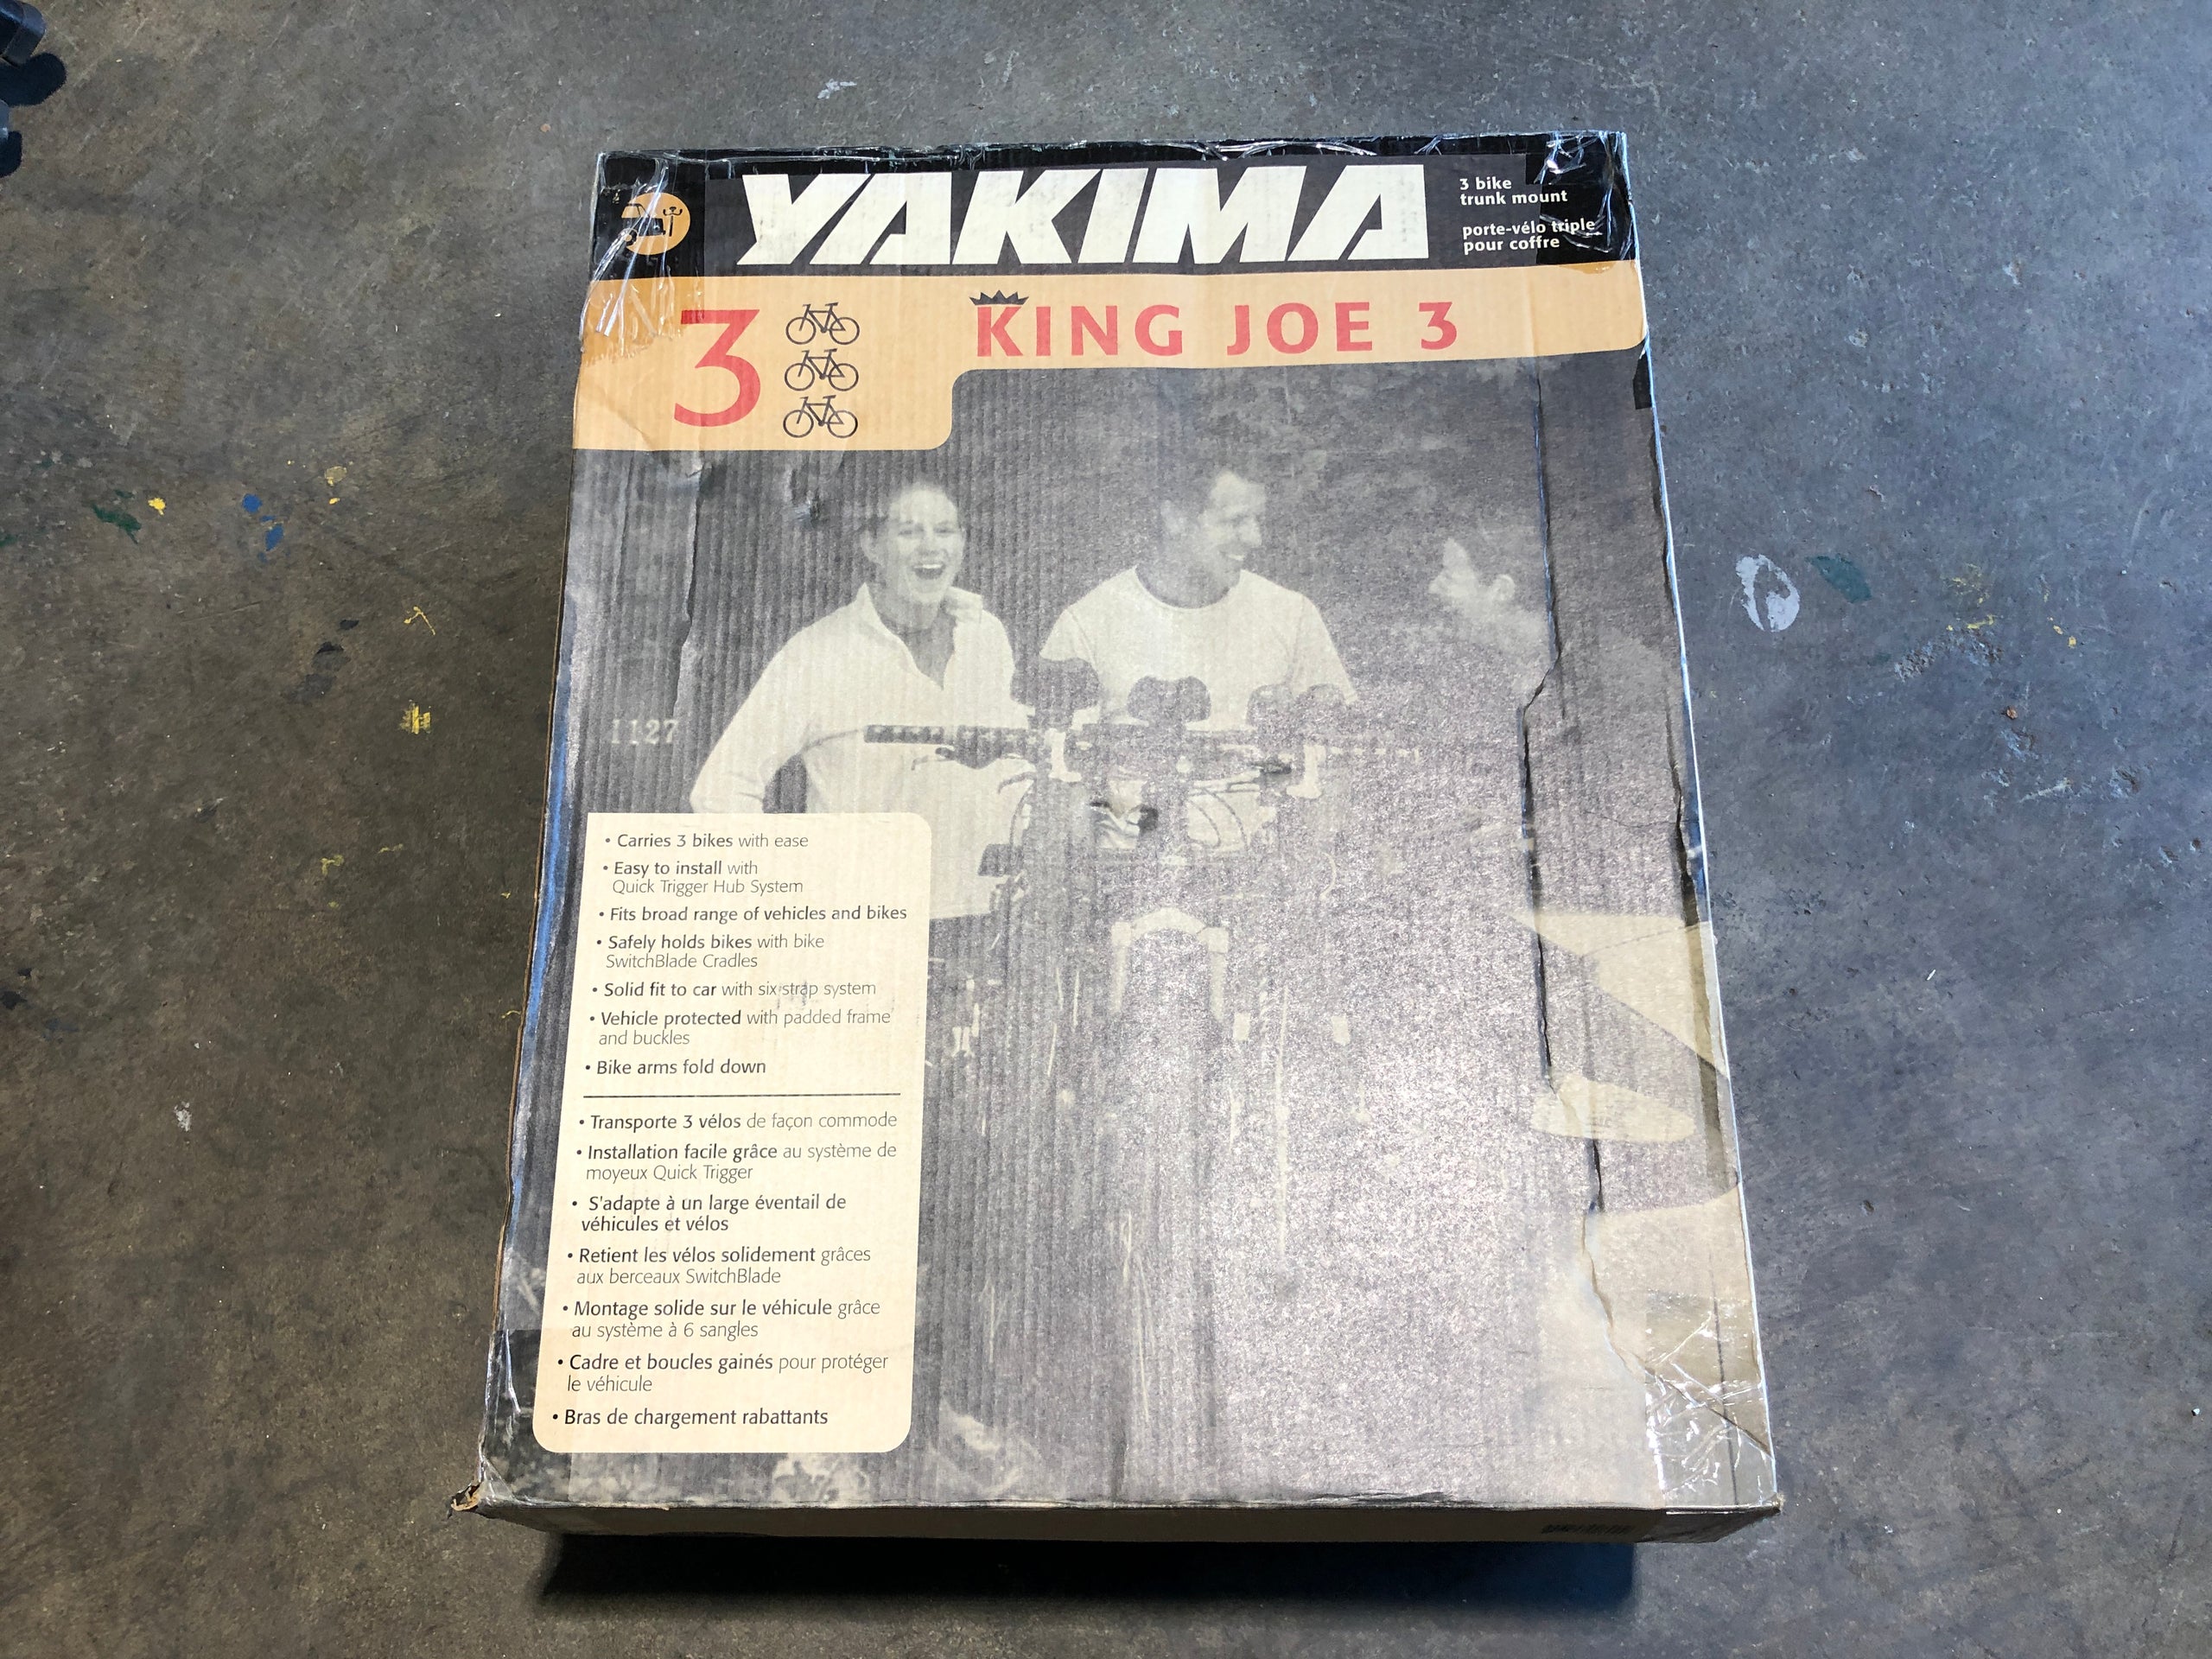 YAKIMA
3 bike
trunk mount
porte-vélo triple
pour coffre
3
KING JOE 3
1127
• Carries 3 bikes with ease
• Easy to install with
Quick Trigger Hub System
• Fits broad range of vehicles and bikes
• Safely holds bikes with bike
SwitchBlade Cradles
• Solid fit to car with six strap system
• Vehicle protected with padded frame
and buckles
• Bike arms fold down
• Transporte 3 vélos de façon commode
• Installation facile grâce au système de
moyeux Quick Trigger
• S'adapte à un large éventail de
véhicules et vélos
• Retient les vélos solidement grâces
aux berceaux SwitchBlade
• Montage solide sur le véhicule grâce
au système à 6 sangles
• Cadre et boucles gainés pour protéger
le véhicule
• Bras de chargement rabattants